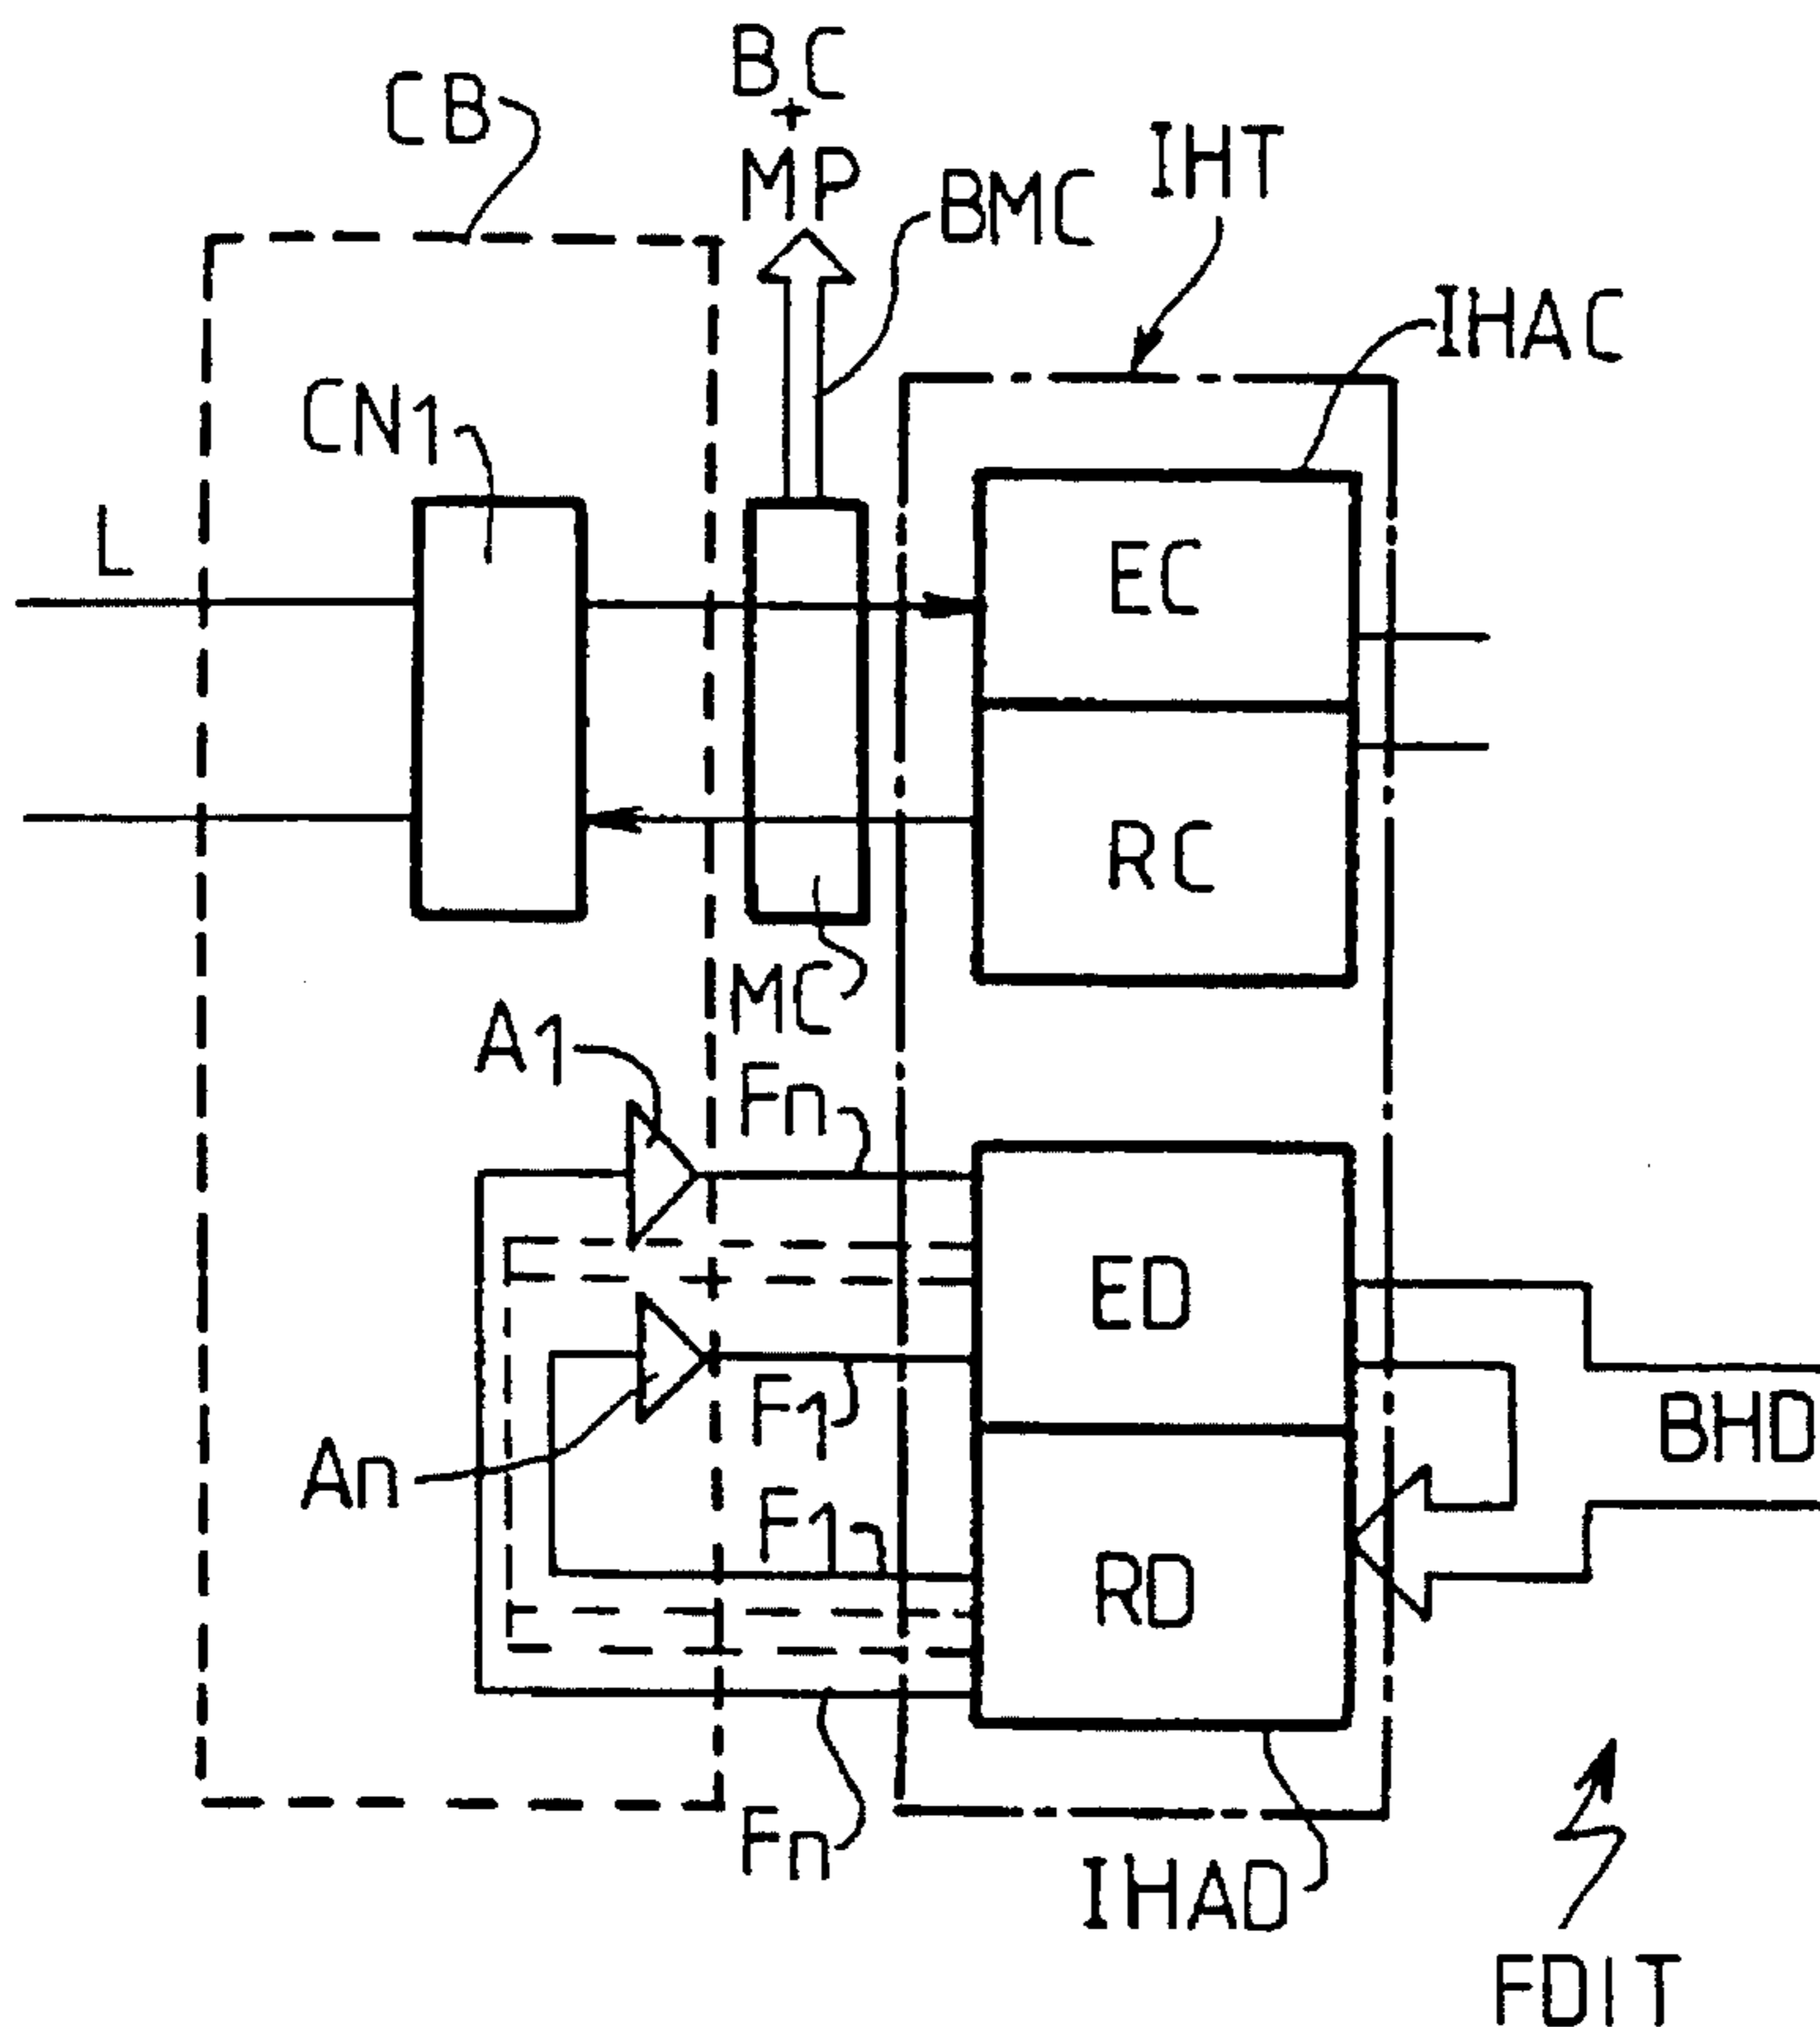 BC
+
MP
CB
IHT
BMC
IHAC
CN1
L
EC
RC
MC
A1
Fn
ED
F1
BHD
An
F1
RD
Fn
IHAD
FDIT